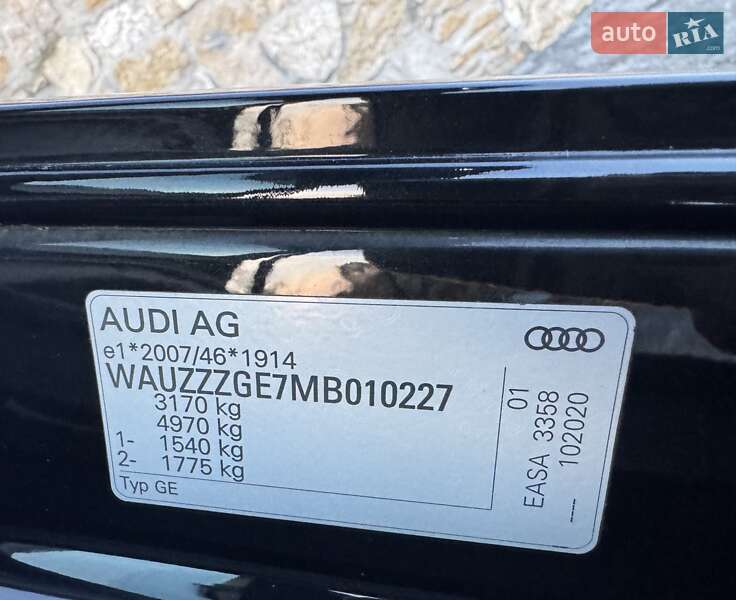 auto RIA .com
AUDI AG
e1*2007/46*1914
WAUZZZGE7MB010227
3170 kg
4970 kg
1- 1540 kg
2- 1775 kg
Typ GE
01
EASA 3358
---- 102020